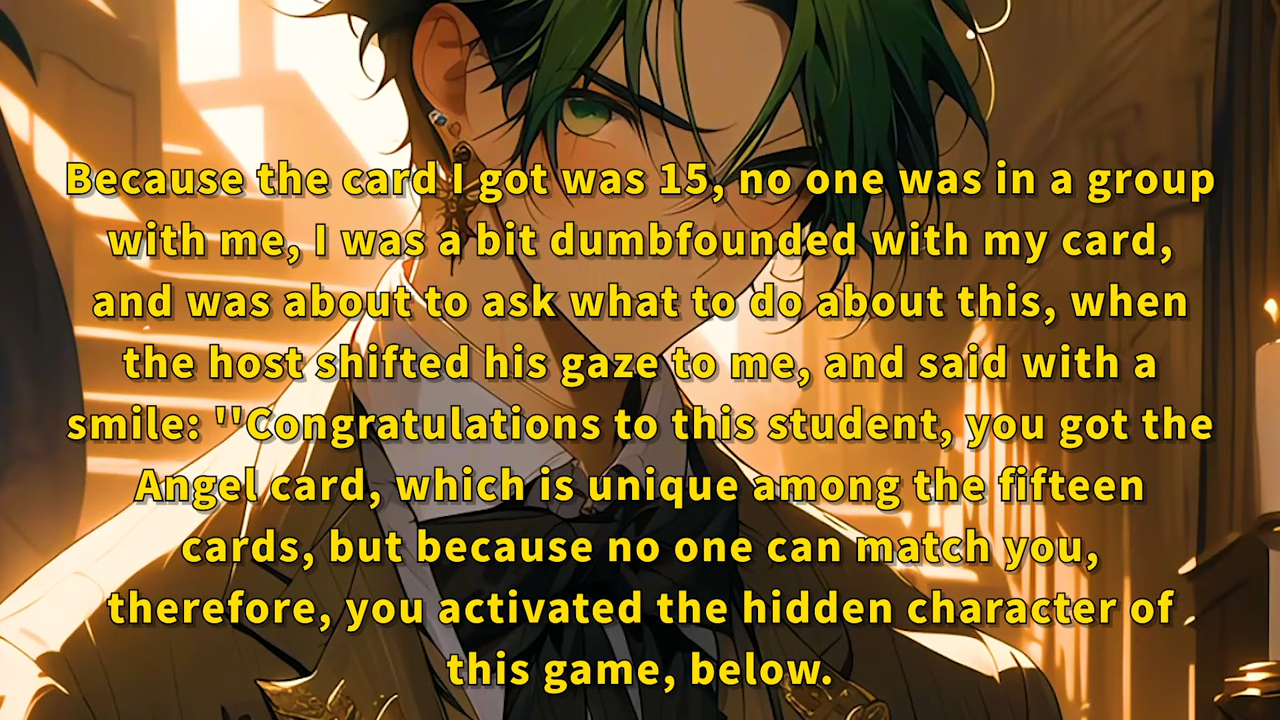 Because the card I got was 15, no one was in a group
with me, I was a bit dumbfounded with my card,
and was about to ask what to do about this, when
the host shifted his gaze to me, and said with a
smile: ''Congratulations to this student, you got the
Angel card, which is unique among the fifteen
cards, but because no one can match you,
therefore, you activated the hidden character of
this game, below.